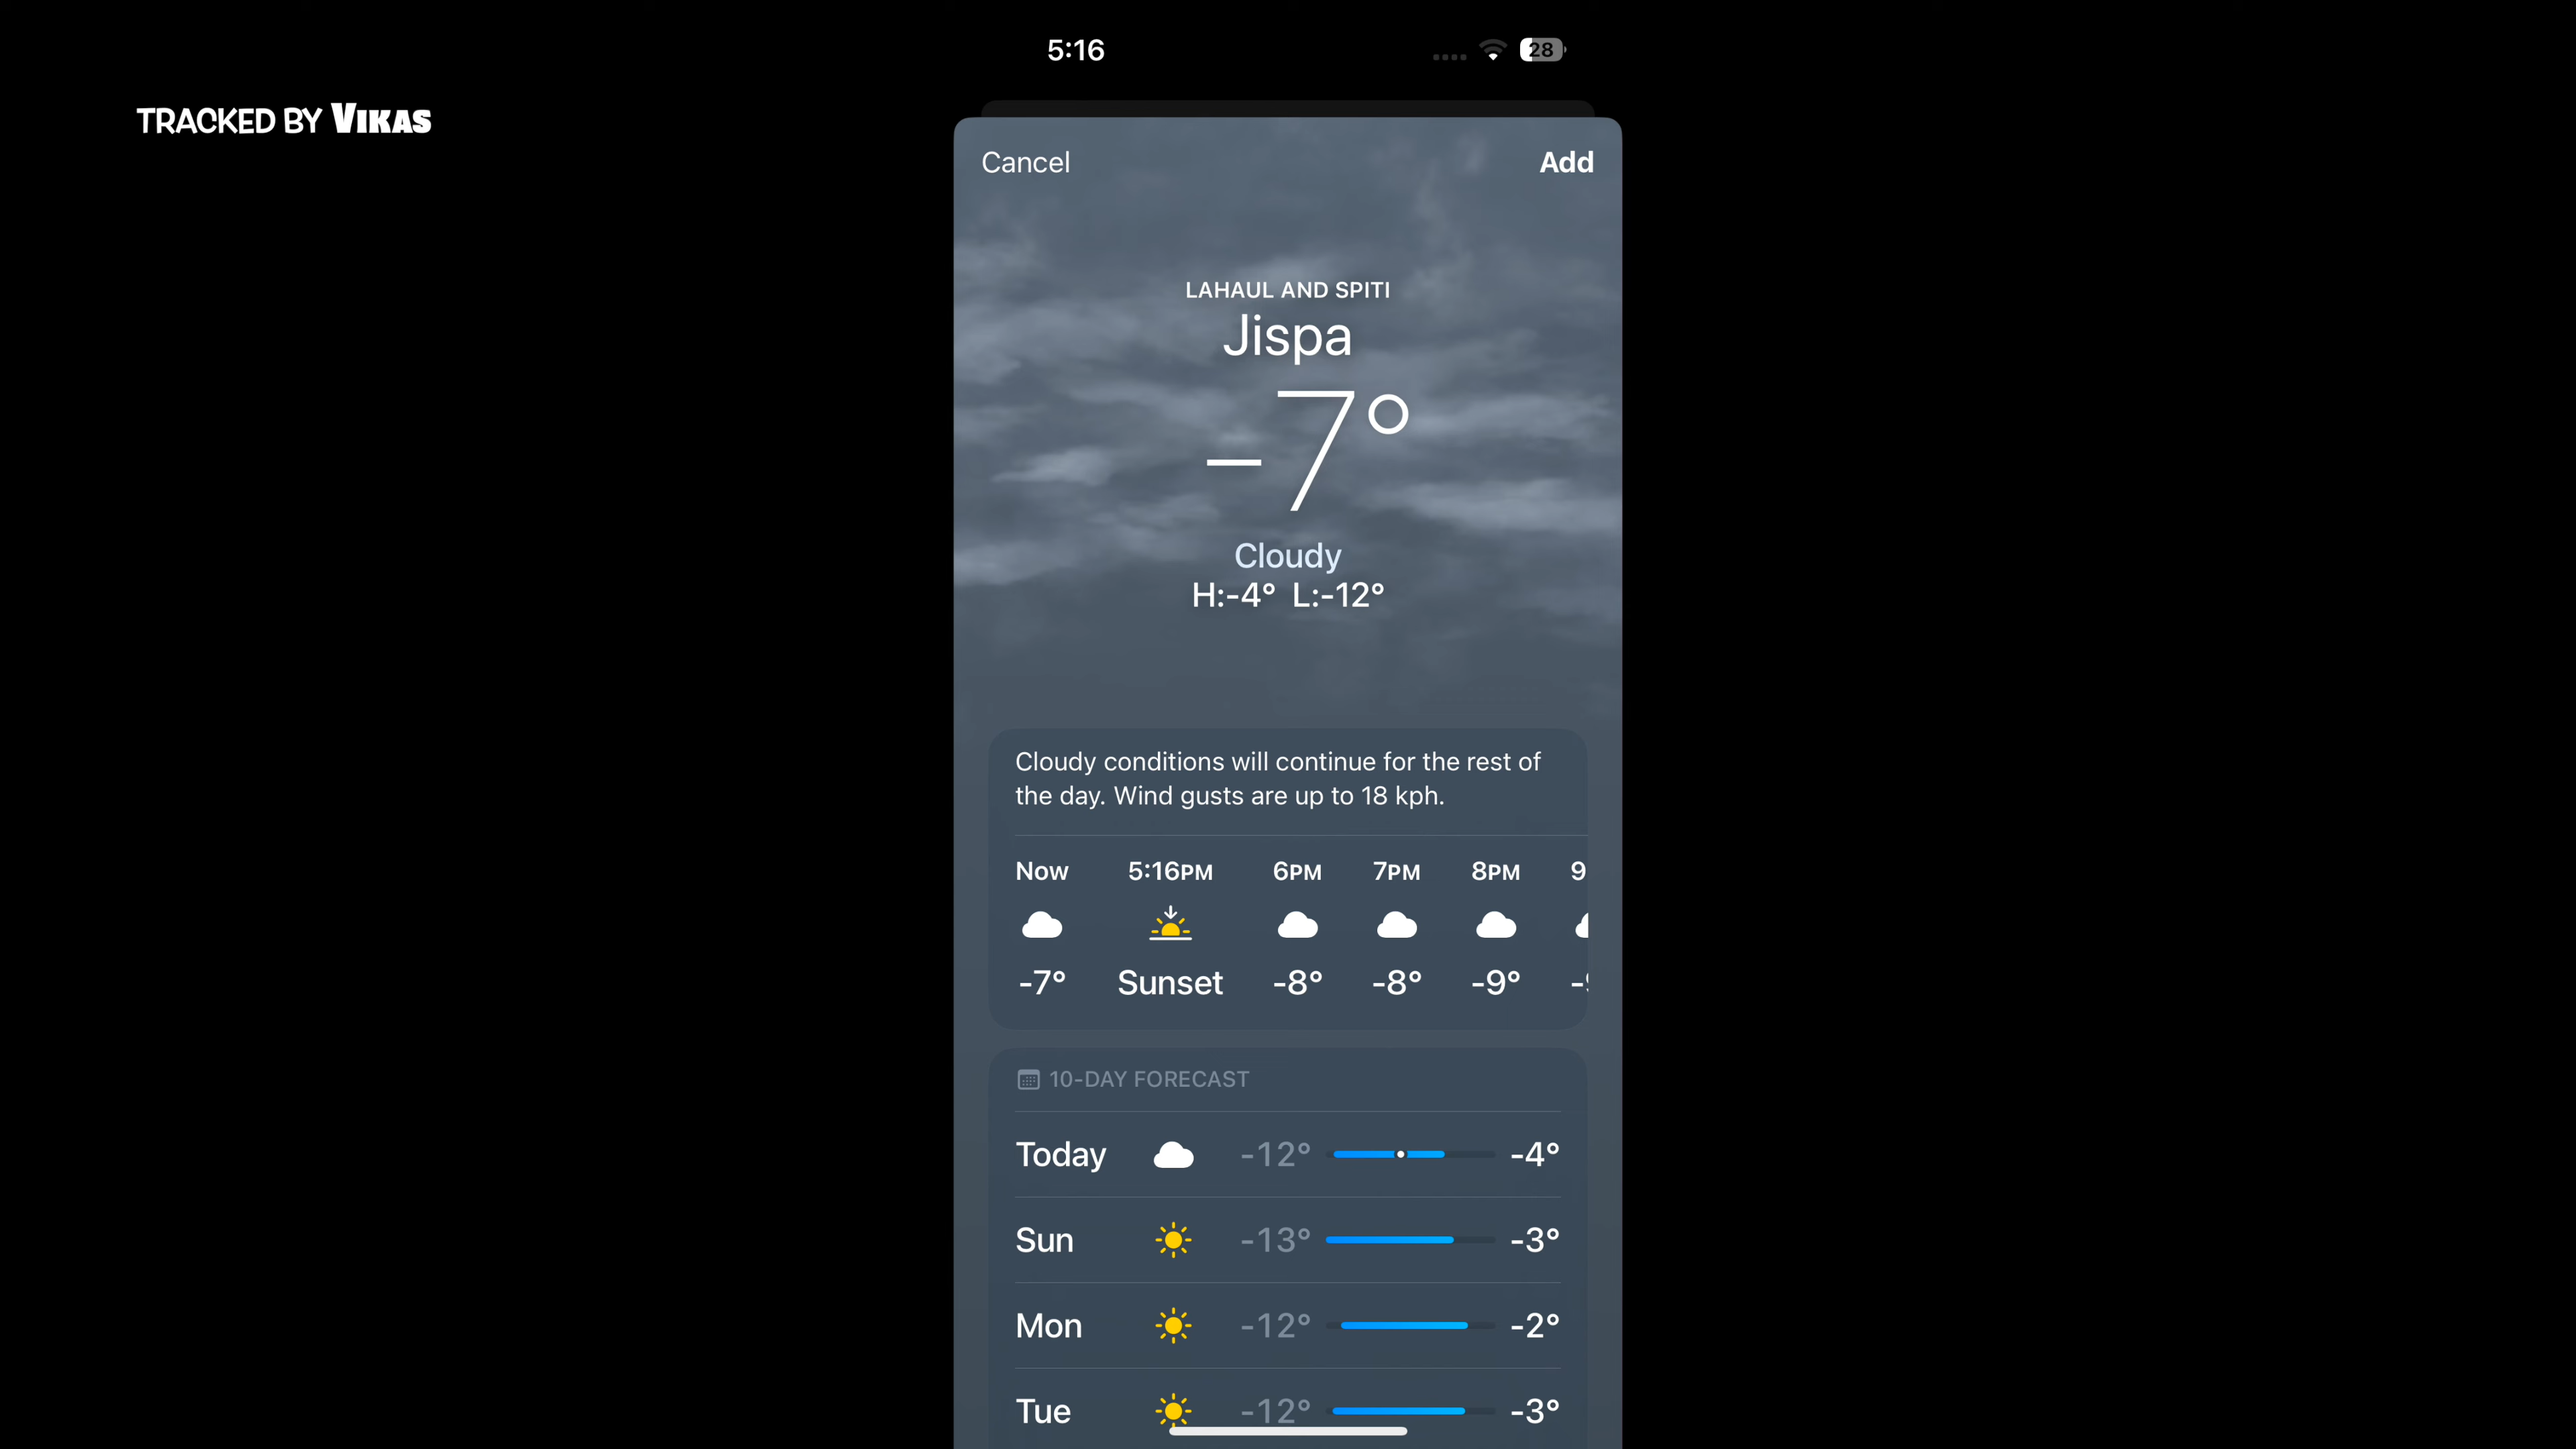 5:16
28
TRACKED BY VIKAS
Cancel
Add
LAHAUL AND SPITI
Jispa
-7°
Cloudy
H:-4° L:-12°
Cloudy conditions will continue for the rest of
the day. Wind gusts are up to 18 kph.
Now 5:16PM 6PM 7PM 8PM 9
-7° Sunset -8° -8° -9°
10-DAY FORECAST
Today -12° -4°
Sun -13° -3°
Mon -12° -2°
Tue -12° -3°